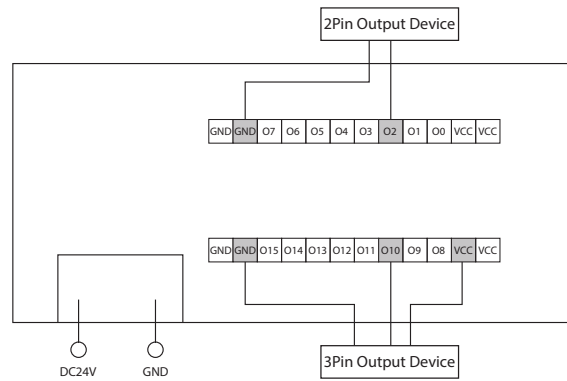 2Pin Output Device
GND GND O7 O6 O5 O4 O3 O2 O1 O0 VCC VCC
GND GND O15 O14 O13 O12 O11 O10 O9 O8 VCC VCC
DC24V GND
3Pin Output Device